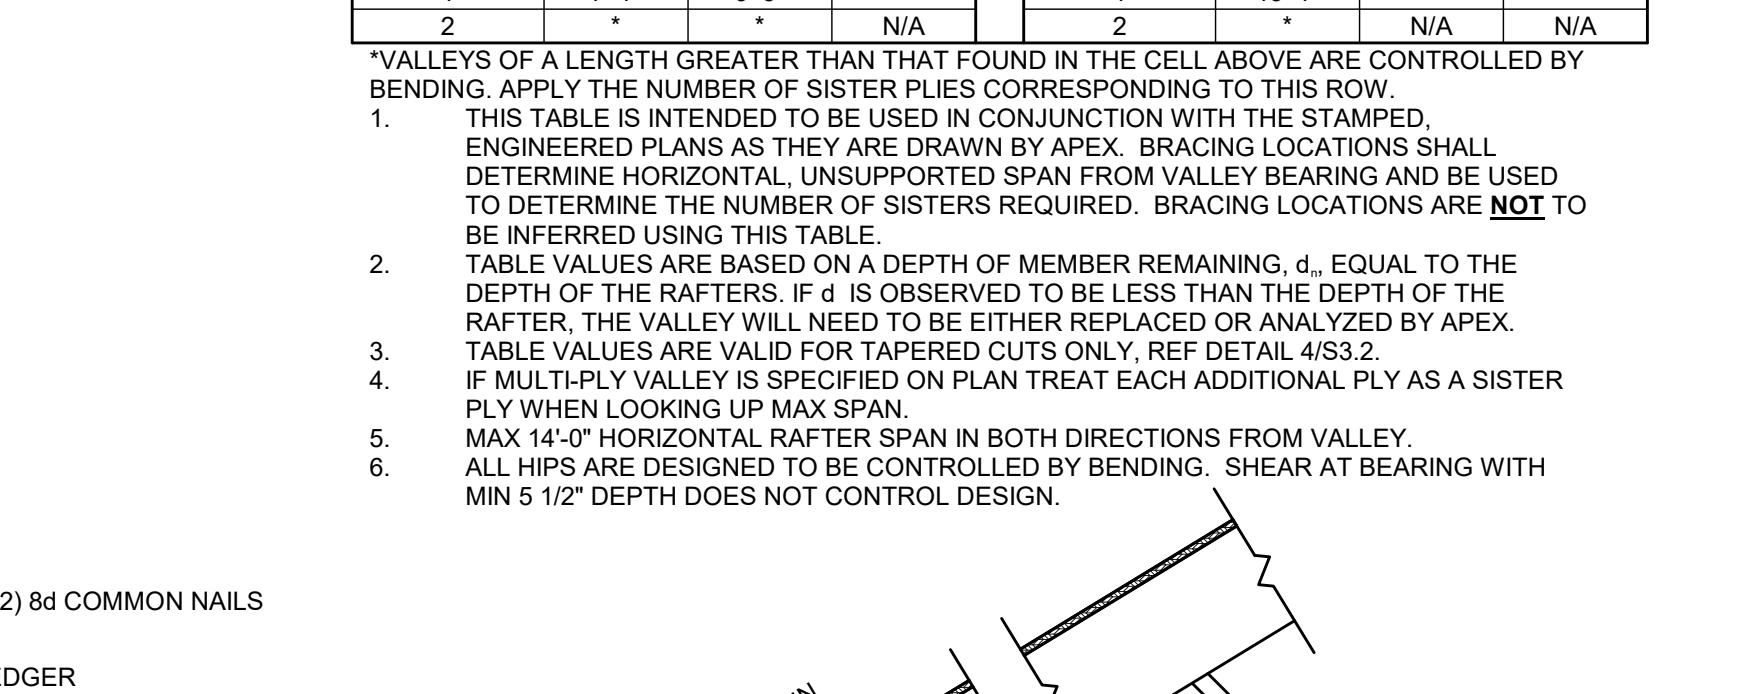 2 * * N/A 2 * N/A N/A
*VALLEYS OF A LENGTH GREATER THAN THAT FOUND IN THE CELL ABOVE ARE CONTROLLED BY
BENDING. APPLY THE NUMBER OF SISTER PLIES CORRESPONDING TO THIS ROW.
1. THIS TABLE IS INTENDED TO BE USED IN CONJUNCTION WITH THE STAMPED,
ENGINEERED PLANS AS THEY ARE DRAWN BY APEX. BRACING LOCATIONS SHALL
DETERMINE HORIZONTAL, UNSUPPORTED SPAN FROM VALLEY BEARING AND BE USED
TO DETERMINE THE NUMBER OF SISTERS REQUIRED. BRACING LOCATIONS ARE NOT TO
BE INFERRED USING THIS TABLE.
2. TABLE VALUES ARE BASED ON A DEPTH OF MEMBER REMAINING, dn, EQUAL TO THE
DEPTH OF THE RAFTERS. IF d IS OBSERVED TO BE LESS THAN THE DEPTH OF THE
RAFTER, THE VALLEY WILL NEED TO BE EITHER REPLACED OR ANALYZED BY APEX.
3. TABLE VALUES ARE VALID FOR TAPERED CUTS ONLY, REF DETAIL 4/S3.2.
4. IF MULTI-PLY VALLEY IS SPECIFIED ON PLAN TREAT EACH ADDITIONAL PLY AS A SISTER
PLY WHEN LOOKING UP MAX SPAN.
5. MAX 14'-0" HORIZONTAL RAFTER SPAN IN BOTH DIRECTIONS FROM VALLEY.
6. ALL HIPS ARE DESIGNED TO BE CONTROLLED BY BENDING. SHEAR AT BEARING WITH
MIN 5 1/2" DEPTH DOES NOT CONTROL DESIGN.
2) 8d COMMON NAILS
EDGER